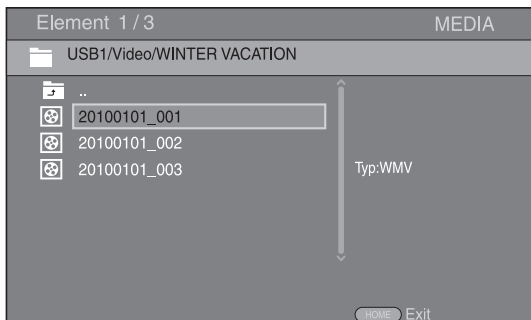 Element 1 / 3 MEDIA
USB1/Video/WINTER VACATION
..
20100101_001
20100101_002
20100101_003
Typ:WMV
HOME Exit